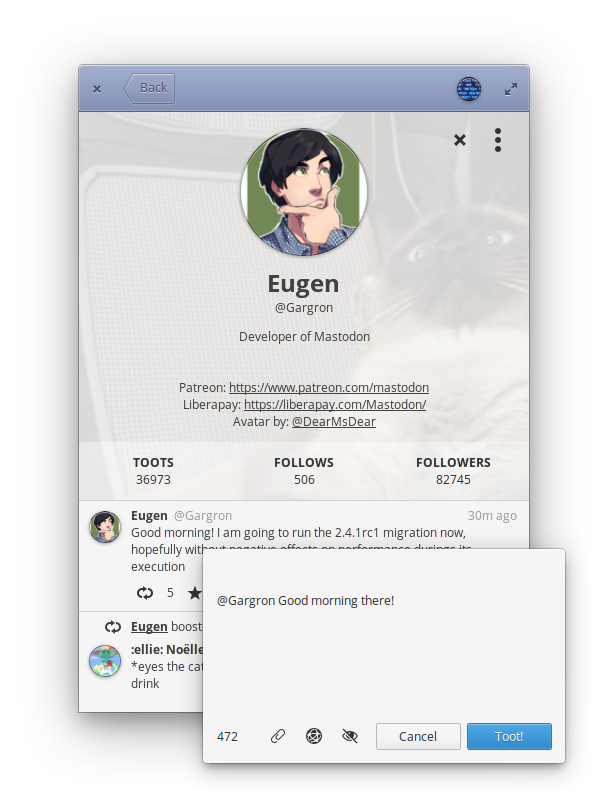 Back
Eugen
@Gargron
Developer of Mastodon
Patreon: https://www.patreon.com/mastodon
Liberapay: https://liberapay.com/Mastodon/
Avatar by: @DearMsDear
TOOTS FOLLOWS FOLLOWERS
36973 506 82745
Eugen @Gargron 30m ago
Good morning! I am going to run the 2.4.1rc1 migration now,
hopefully without negative effects on performance durings its
execution
5
Eugen boost
:ellie: Noëlle
*eyes the cat
drink
@Gargron Good morning there!
472 Cancel Toot!